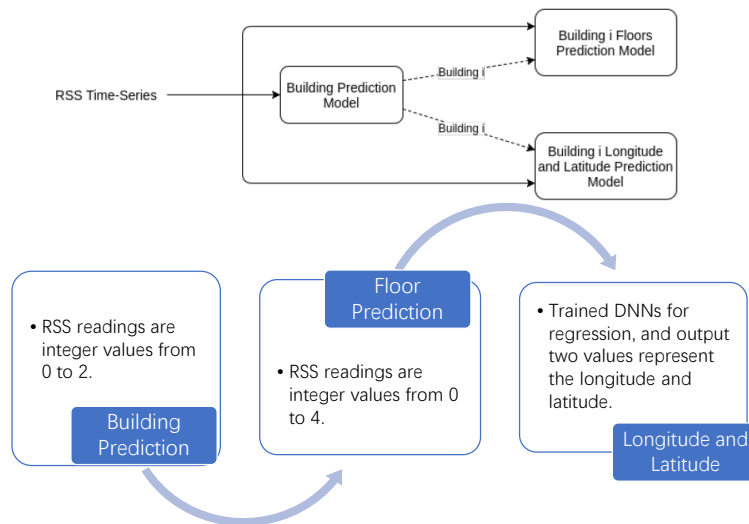 Building i Floors
Prediction Model
Building i
RSS Time-Series
Building Prediction
Model
Building i
Building i Longitude
and Latitude Prediction
Model
• RSS readings are
integer values from
0 to 2.
Building
Prediction
Floor
Prediction
• RSS readings are
integer values from 0
to 4.
• Trained DNNs for
regression, and output
two values represent
the longitude and
latitude.
Longitude and
Latitude